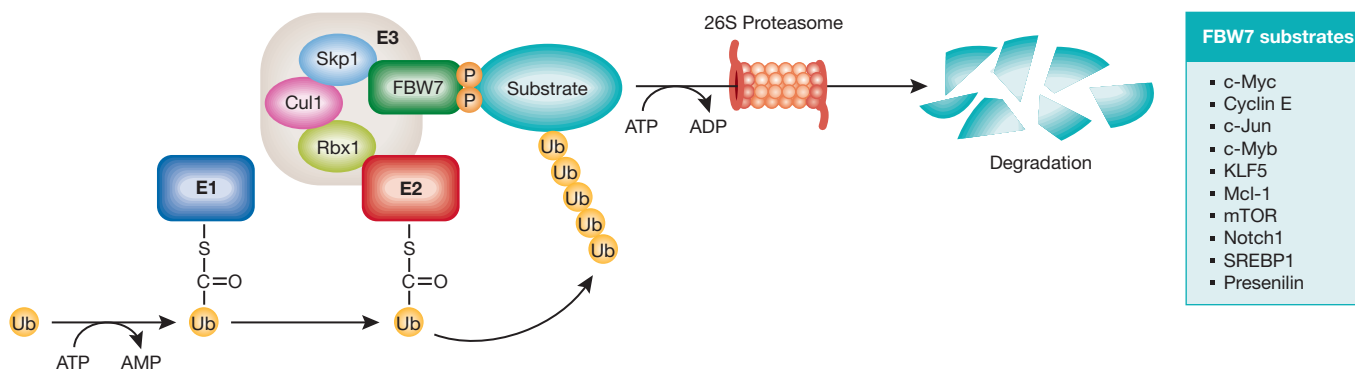 E3
Skp1
Cul1
Rbx1
FBW7
P
P
Substrate
E1
E2
S
C=O
S
C=O
Ub
Ub
Ub
Ub
Ub
Ub
Ub
Ub
ATP
AMP
26S Proteasome
ATP
ADP
Degradation
FBW7 substrates
▪ c-Myc
▪ Cyclin E
▪ c-Jun
▪ c-Myb
▪ KLF5
▪ Mcl-1
▪ mTOR
▪ Notch1
▪ SREBP1
▪ Presenilin